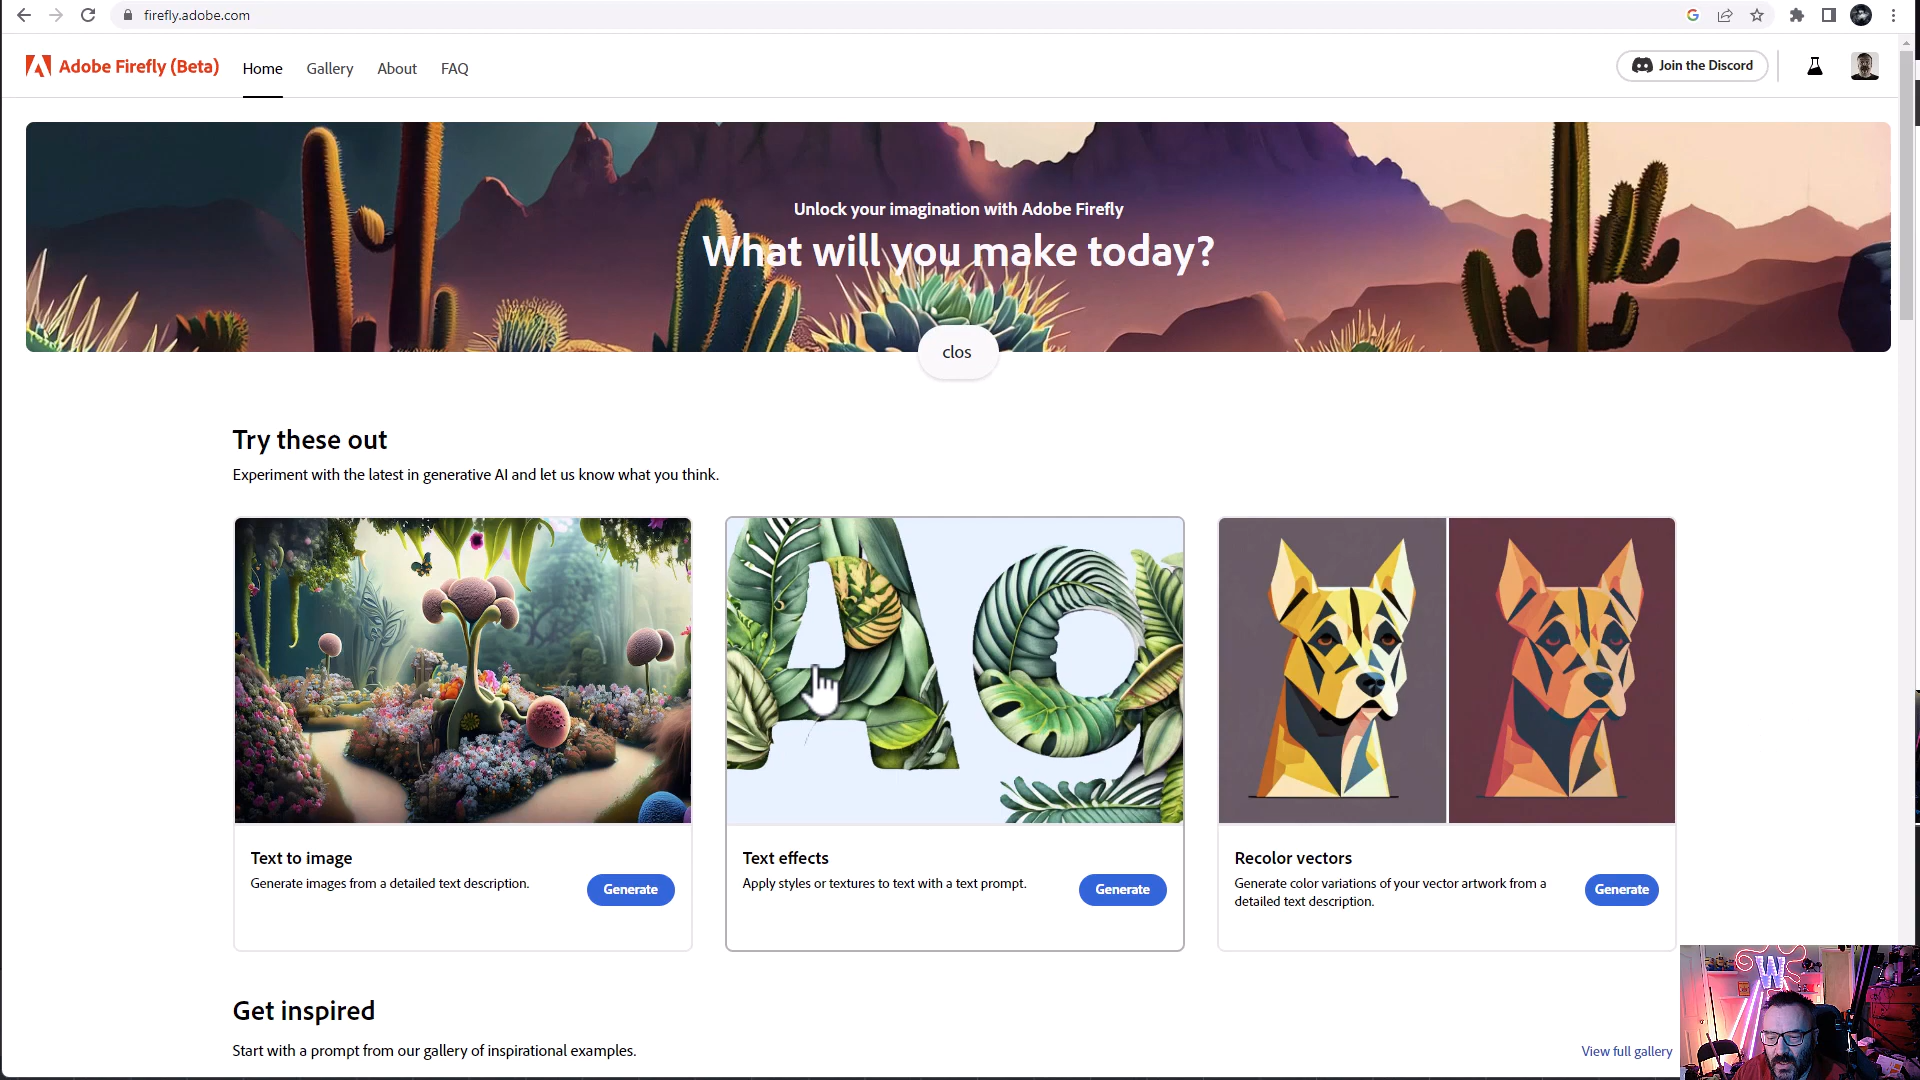 firefly.adobe.com
Adobe Firefly (Beta)
Home
Gallery
About
FAQ
Join the Discord
Unlock your imagination with Adobe Firefly
What will you make today?
clos
Try these out
Experiment with the latest in generative AI and let us know what you think.
Ag
Text to image
Generate images from a detailed text description.
Generate
Text effects
Apply styles or textures to text with a text prompt.
Generate
Recolor vectors
Generate color variations of your vector artwork from a
detailed text description.
Generate
Get inspired
Start with a prompt from our gallery of inspirational examples.
View full gallery
W